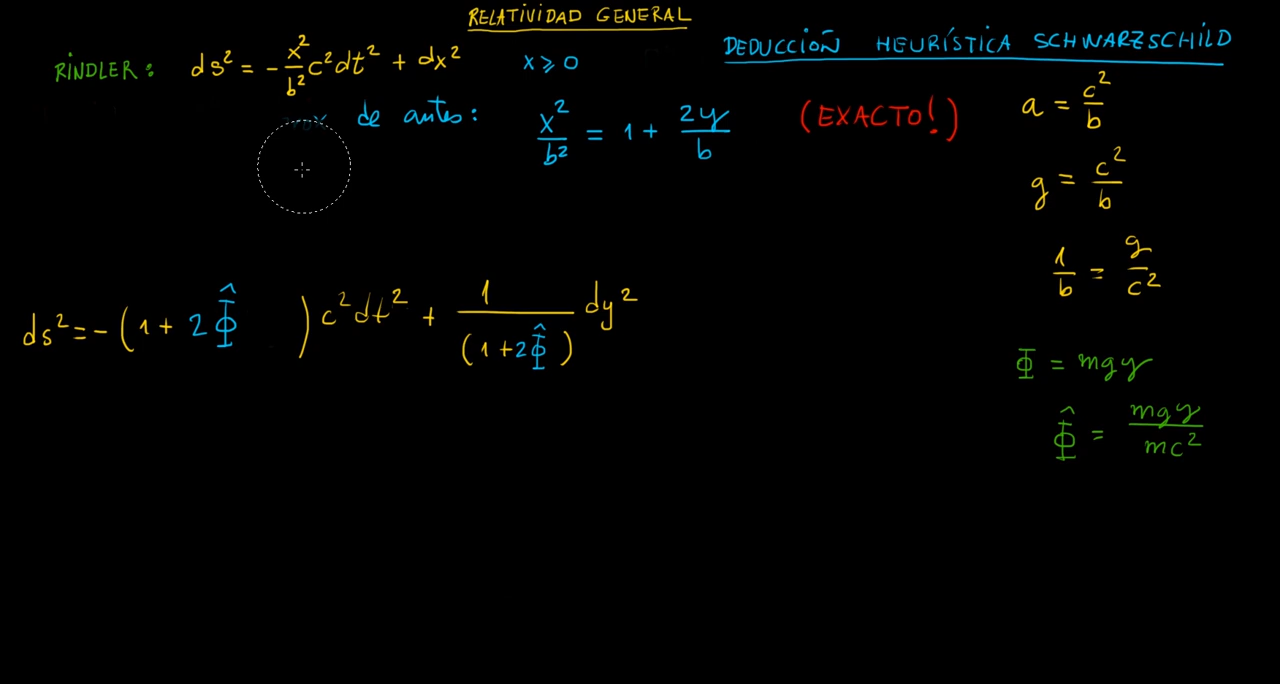 RELATIVIDAD GENERAL
DEDUCCIÓN HEURÍSTICA SCHWARZSCHILD
RINDLER: ds² = - x²/b² c²dt² + dx² x ⩾ 0
de antes: x²/b² = 1 + 2y/b (EXACTO!)
a = c²/b
g = c²/b
1/b = g/c²
ds² = - (1 + 2 Φ̂ ) c²dt² + 1/(1 + 2Φ̂) dy²
Φ = mgy
Φ̂ = mgy/mc²